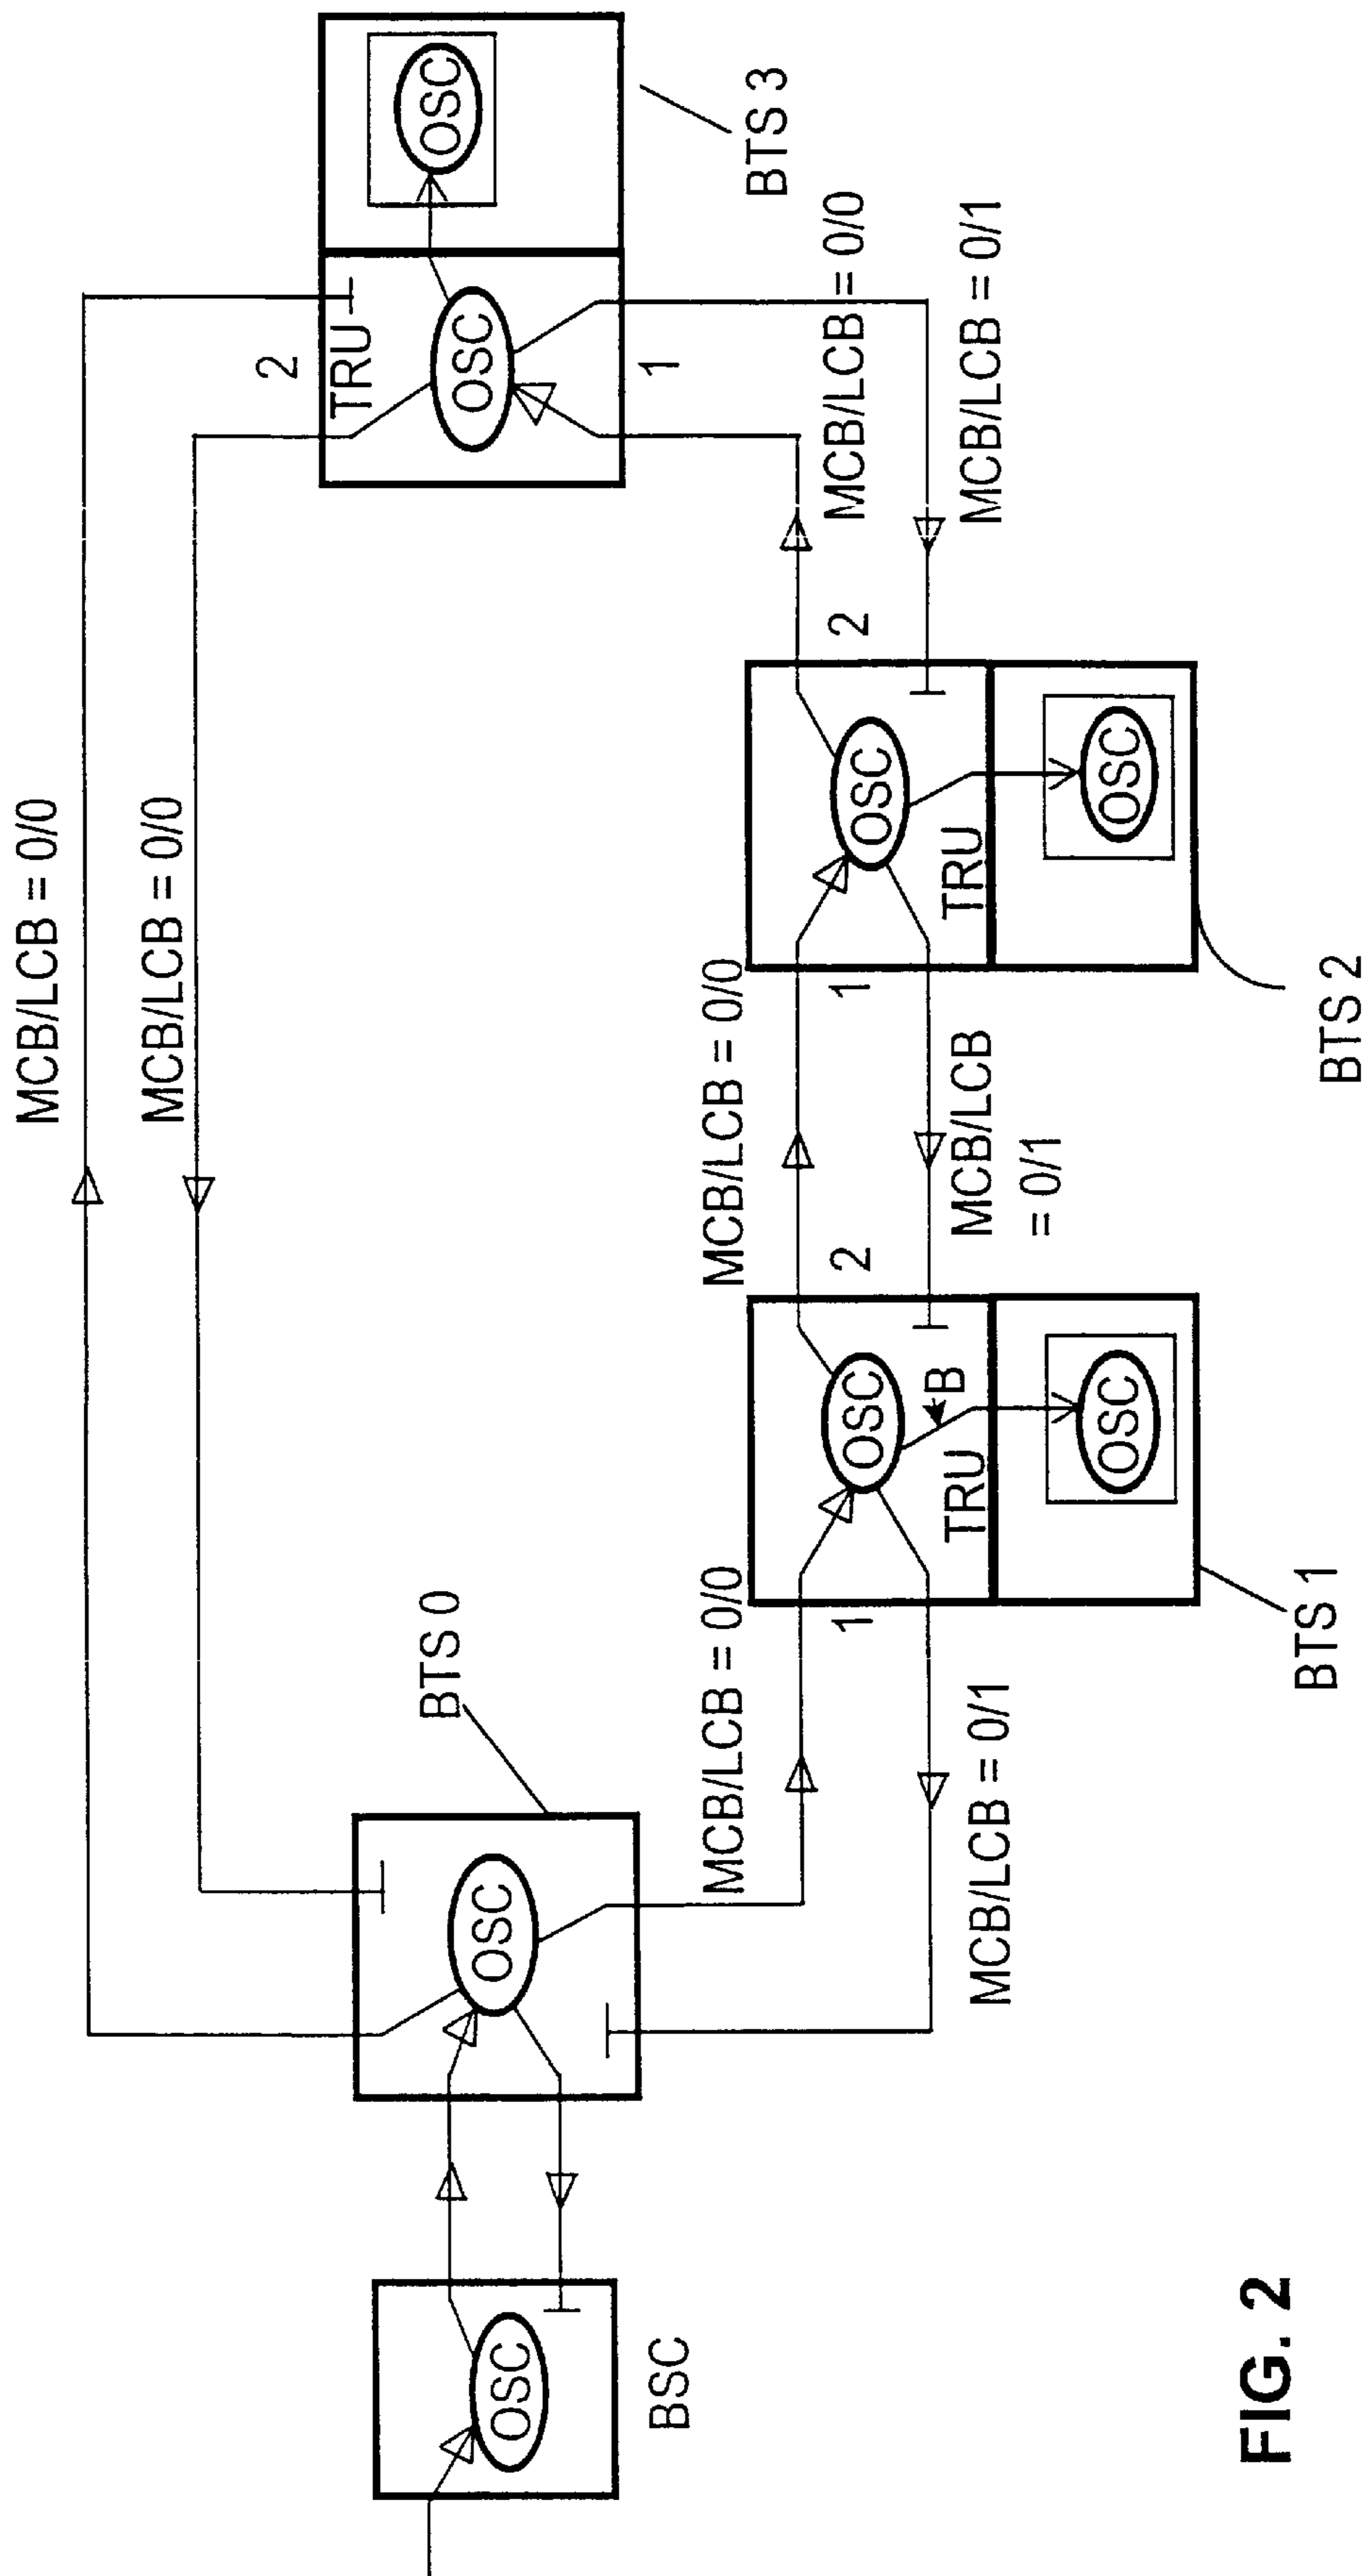 MCB/LCB = 0/0
MCB/LCB = 0/0
BSC
OSC
BTS 0
OSC
2
TRU
OSC
1
OSC
BTS 3
MCB/LCB = 0/0
MCB/LCB = 0/1
1
OSC
B
TRU
2
OSC
BTS 1
MCB/LCB = 0/0
MCB/LCB
= 0/1
1
OSC
TRU
2
OSC
BTS 2
MCB/LCB = 0/0
MCB/LCB = 0/1
FIG. 2